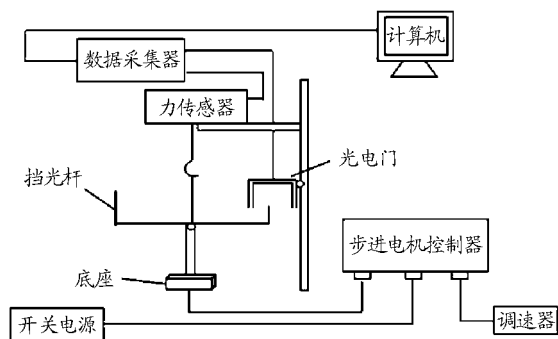 计算机
数据采集器
力传感器
光电门
挡光杆
步进电机控制器
底座
开关电源
调速器